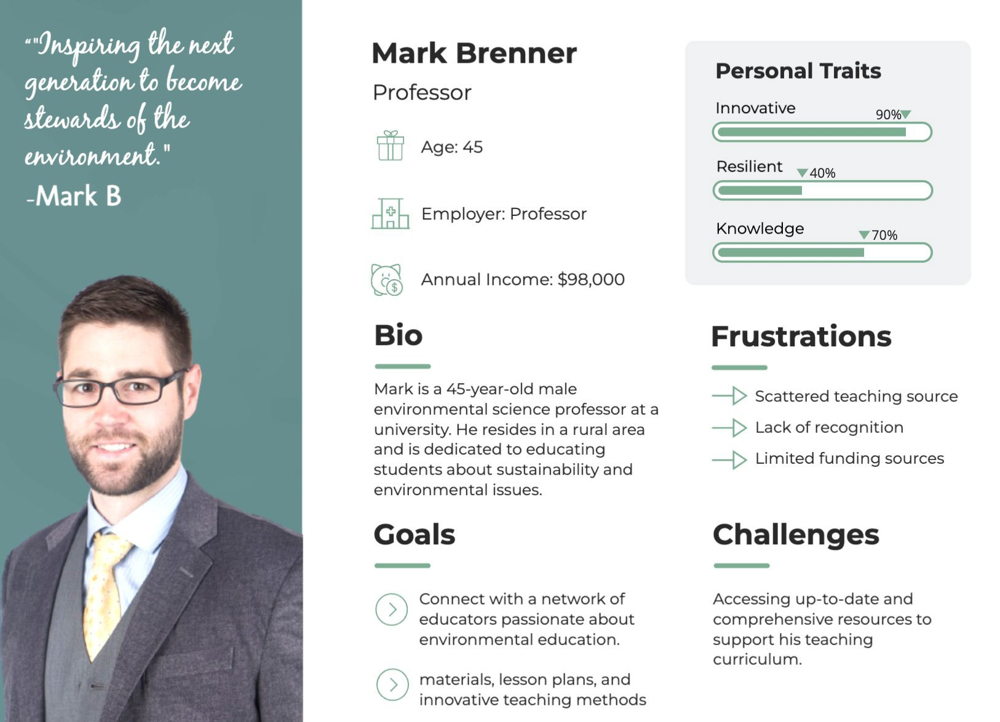 “"Inspiring the next
generation to become
stewards of the
environment."
-Mark B
Mark Brenner
Professor
Age: 45
Employer: Professor
Annual Income: $98,000
Personal Traits
Innovative
90%
Resilient
40%
Knowledge
70%
Bio
Mark is a 45-year-old male
environmental science professor at a
university. He resides in a rural area
and is dedicated to educating
students about sustainability and
environmental issues.
Frustrations
Scattered teaching source
Lack of recognition
Limited funding sources
Goals
Connect with a network of
educators passionate about
environmental education.
materials, lesson plans, and
innovative teaching methods
Challenges
Accessing up-to-date and
comprehensive resources to
support his teaching
curriculum.